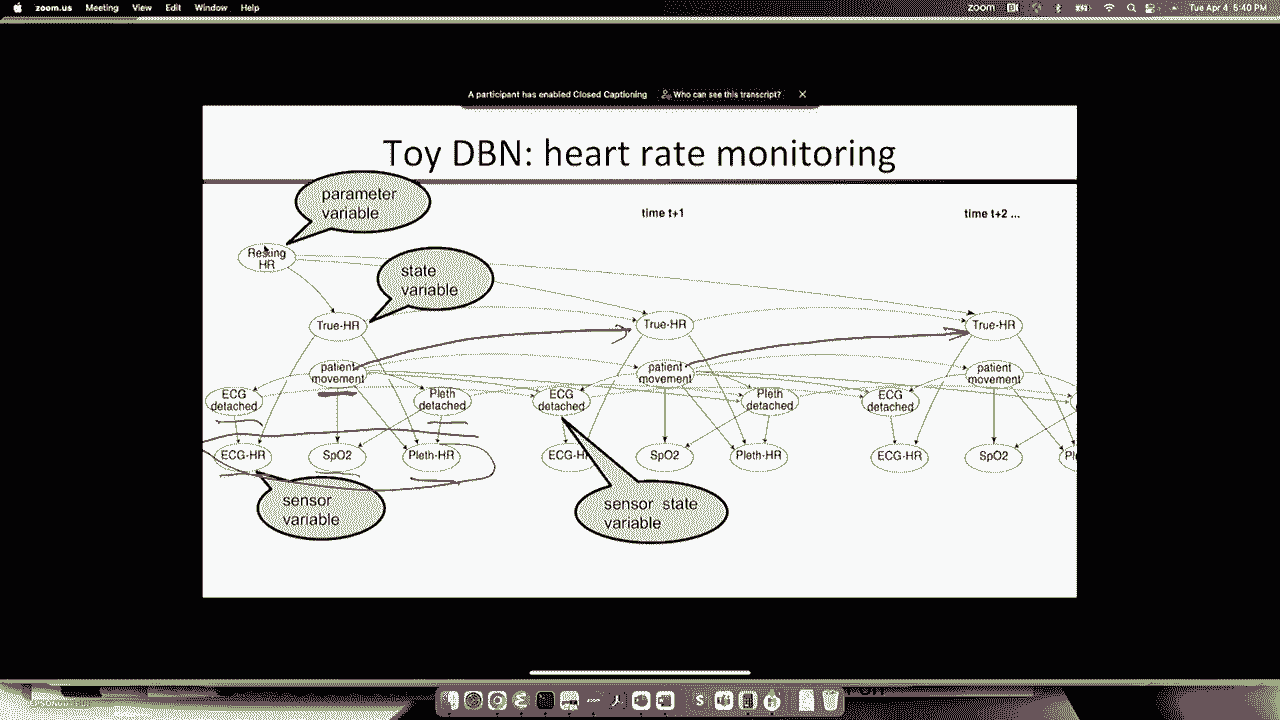 zoom.us Meeting View Edit Window Help
zoom Tue Apr 4 5:40 PM
A participant has enabled Closed Captioning Who can see this transcript?
Toy DBN: heart rate monitoring
parameter
variable
time t+1
time t+2 ...
Resting
HR
state
variable
True-HR
True-HR
True-HR
patient
movement
patient
movement
patient
movement
ECG
detached
Pleth
detached
ECG
detached
Pleth
detached
ECG
detached
ECG-HR
SpO2
Pleth-HR
ECG-HR
SpO2
Pleth-HR
ECG-HR
SpO2
sensor
variable
sensor state
variable